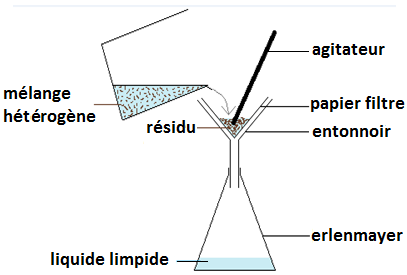 agitateur
mélange
hétérogène
papier filtre
résidu
entonnoir
erlenmayer
liquide limpide